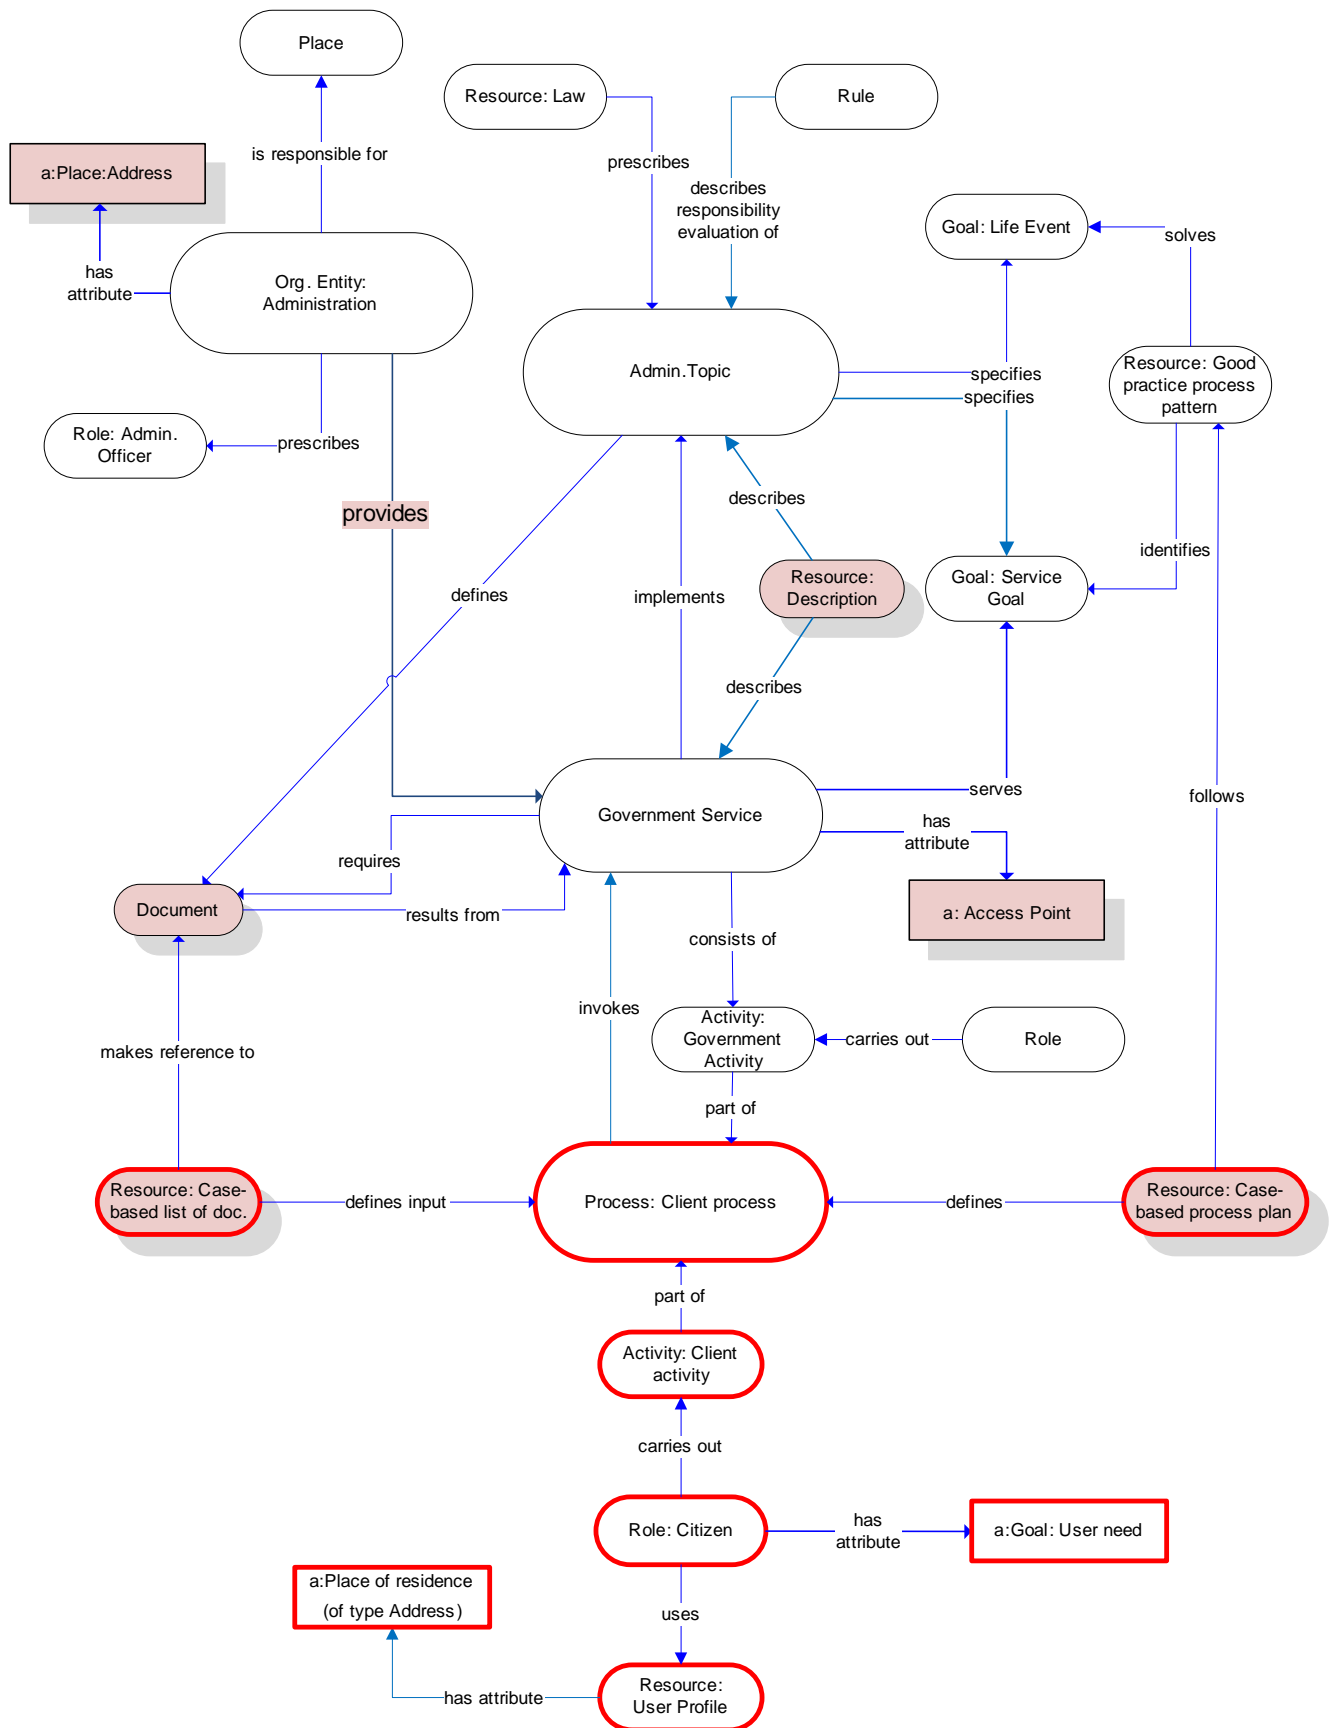 Place
Resource: Law
Rule
is responsible for
prescribes
a:Place:Address
describes
responsibility
evaluation of
Goal: Life Event
solves
has
attribute
Org. Entity:
Administration
Admin.Topic
specifies
specifies
Resource: Good
practice process
pattern
Role: Admin.
Officer
prescribes
provides
describes
identifies
defines
implements
Resource:
Description
Goal: Service
Goal
describes
serves
follows
Government Service
has
attribute
requires
Document
results from
a: Access Point
consists of
invokes
Activity:
Government
Activity
carries out
Role
makes reference to
part of
Resource: Case-
based list of doc.
defines input
Process: Client process
defines
Resource: Case-
based process plan
part of
Activity: Client
activity
carries out
Role: Citizen
has
attribute
a:Goal: User need
a:Place of residence
(of type Address)
uses
has attribute
Resource:
User Profile